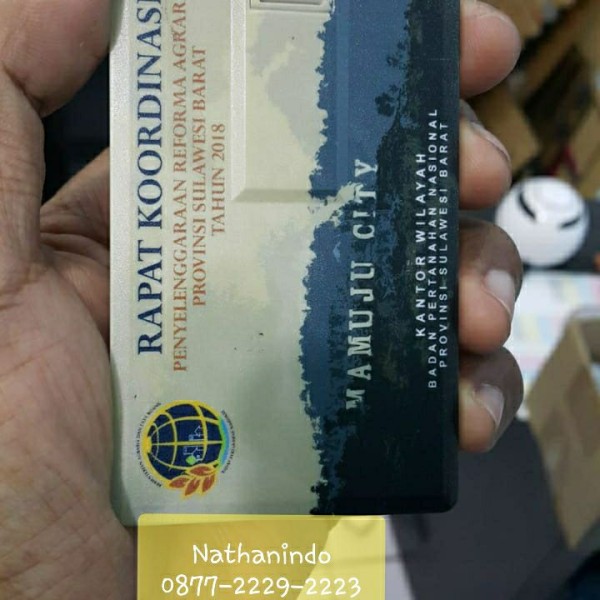 RAPAT KOORDINASI
PENYELENGGARAAN REFORMA AGRAR
PROVINSI SULAWESI BARAT
TAHUN 2018
MAMUJU CITY
KANTOR WILAYAH
BADAN PERTANAHAN NASIONAL
PROVINSI SULAWESI BARAT
Nathanindo
0877-2229-2223